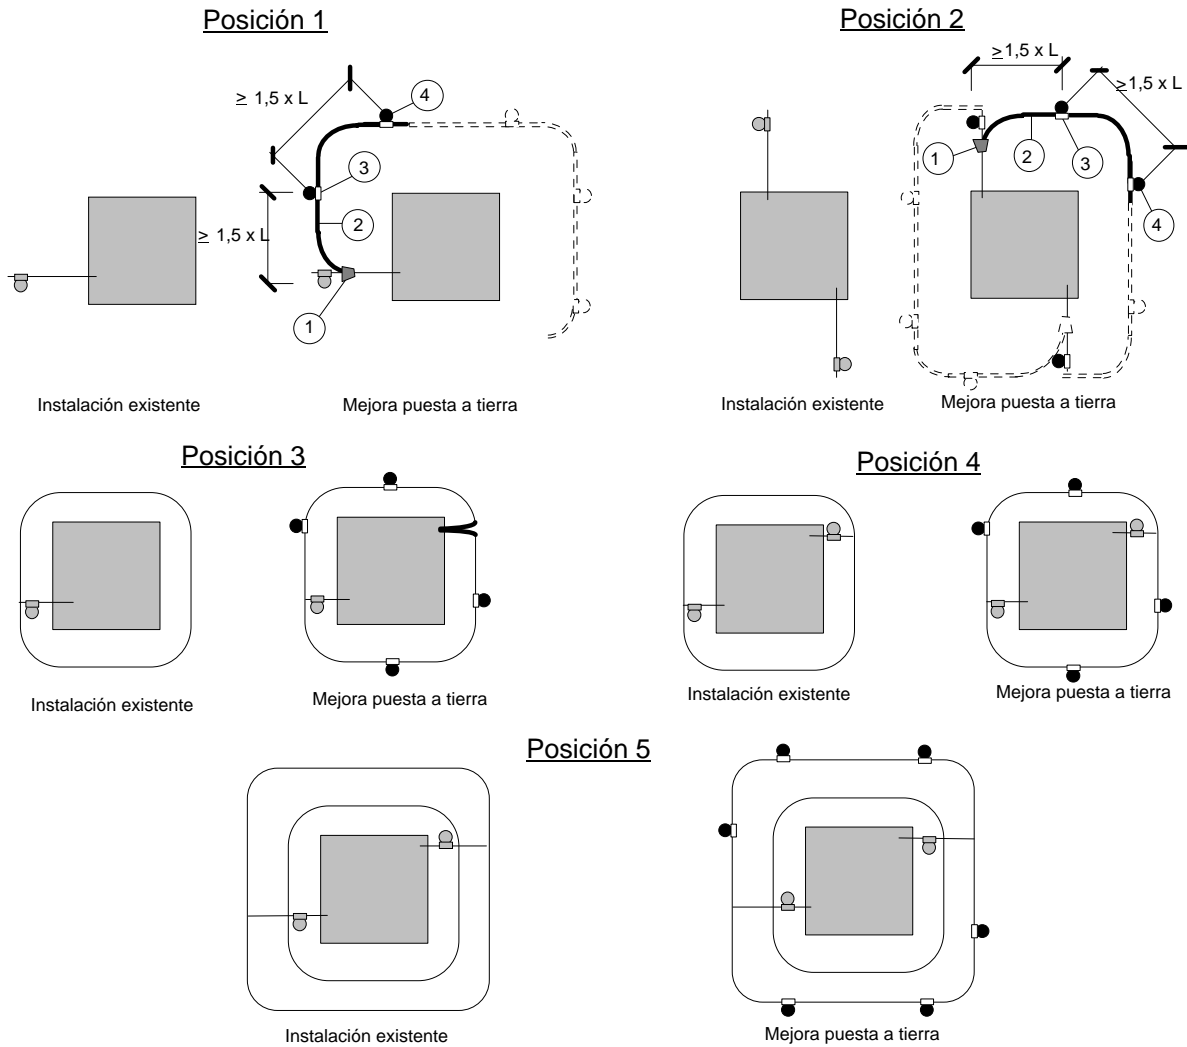 Posición 1
≥ 1,5 x L
4
3
2
≥ 1,5 x L
1
Instalación existente
Mejora puesta a tierra
Posición 2
≥1,5 x L
≥1,5 x L
1
2
3
4
Instalación existente
Mejora puesta a tierra
Posición 3
Instalación existente
Mejora puesta a tierra
Posición 4
Instalación existente
Mejora puesta a tierra
Posición 5
Instalación existente
Mejora puesta a tierra